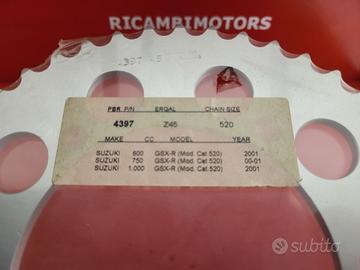 RICAMBIMOTORS
PBR P/N ERGAL CHAIN SIZE
4397 Z45 520
MAKE CC MODEL YEAR
SUZUKI 600 GSX-R (Mod. Cat.520) 2001
SUZUKI 750 GSX-R (Mod. Cat.520) 00-01
SUZUKI 1.000 GSX-R (Mod. Cat.520) 2001
subito